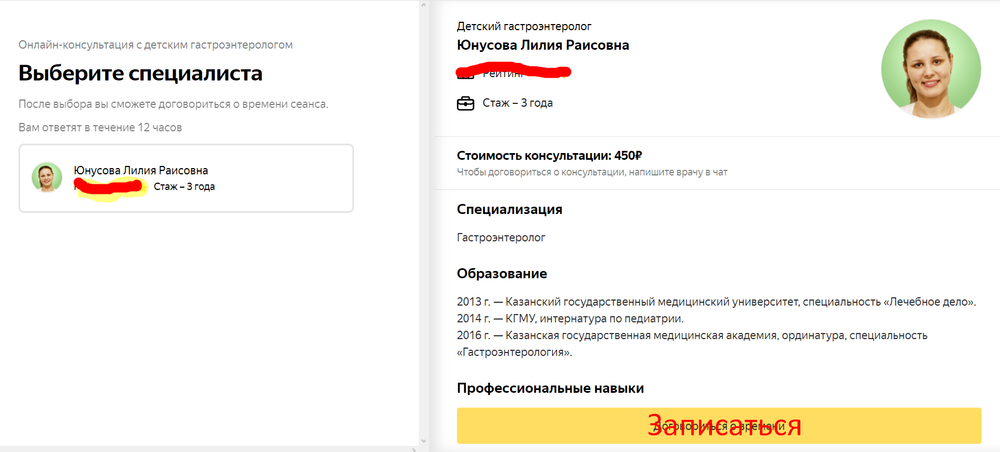 Онлайн-консультация с детским гастроэнтерологом
Выберите специалиста
После выбора вы сможете договориться о времени сеанса.
Вам ответят в течение 12 часов
Юнусова Лилия Раисовна
Стаж – 3 года
Детский гастроэнтеролог
Юнусова Лилия Раисовна
Рейтинг
Стаж – 3 года
Стоимость консультации: 450₽
Чтобы договориться о консультации, напишите врачу в чат
Специализация
Гастроэнтеролог
Образование
2013 г. — Казанский государственный медицинский университет, специальность «Лечебное дело».
2014 г. — КГМУ, интернатура по педиатрии.
2016 г. — Казанская государственная медицинская академия, ординатура, специальность
«Гастроэнтерология».
Профессиональные навыки
Договориться о времени
Записаться